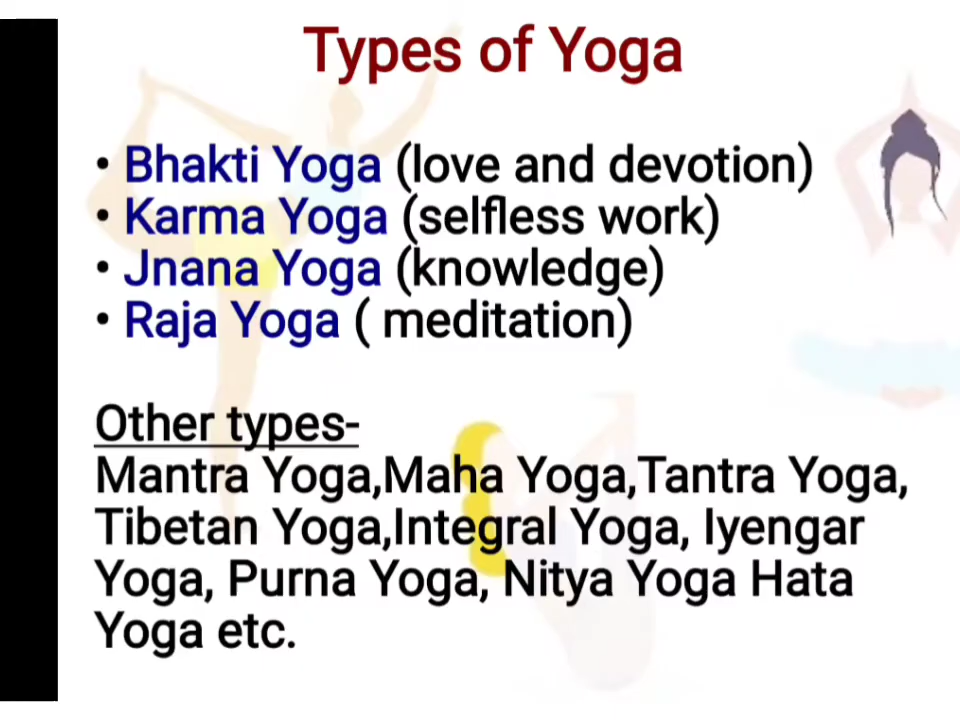 Types of Yoga
• Bhakti Yoga (love and devotion)
• Karma Yoga (selfless work)
• Jnana Yoga (knowledge)
• Raja Yoga ( meditation)
Other types-
Mantra Yoga,Maha Yoga,Tantra Yoga,
Tibetan Yoga,Integral Yoga, Iyengar
Yoga, Purna Yoga, Nitya Yoga Hata
Yoga etc.